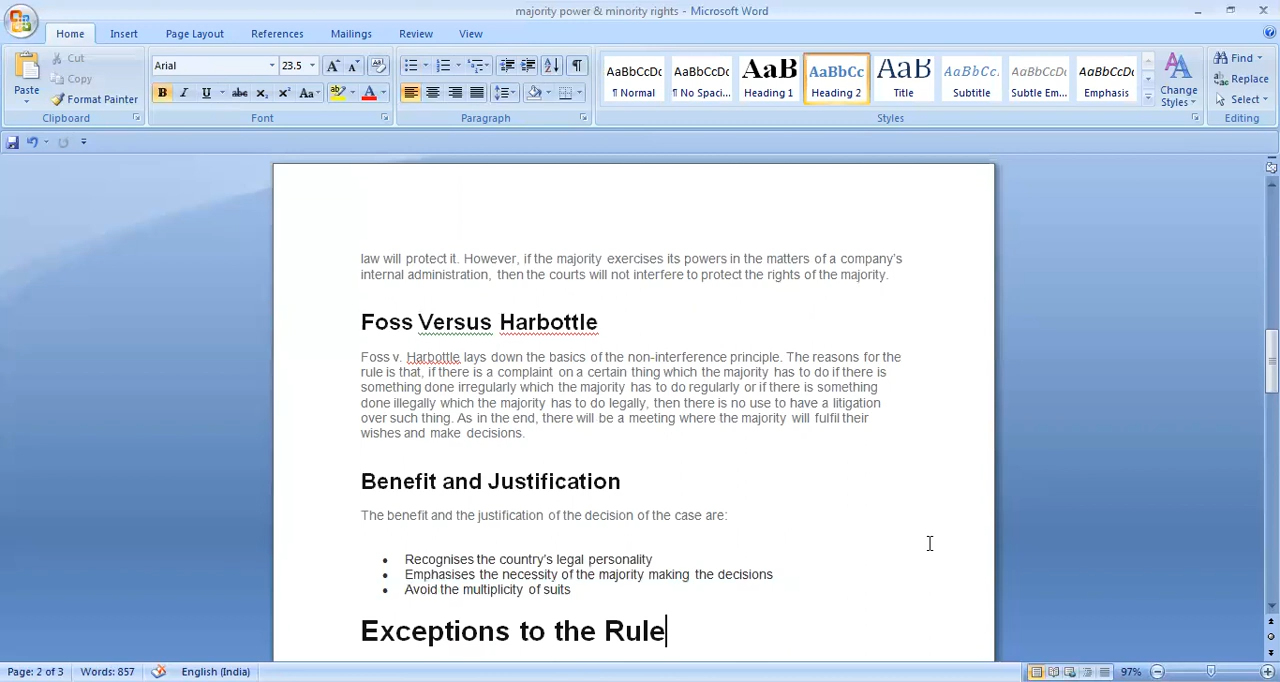 majority power & minority rights - Microsoft Word
Home Insert Page Layout References Mailings Review View
Paste
Cut
Copy
Format Painter
Clipboard
Arial 23.5
B I U abc X₂ X² Aa A
Font
Paragraph
AaBbCcDc AaBbCcDc AaB AaBbCc AaB AaBbCc. AaBbCcDc AaBbCcDc
¶ Normal ¶ No Spaci... Heading 1 Heading 2 Title Subtitle Subtle Em... Emphasis
Change Styles
Styles
Find
Replace
Select
Editing
law will protect it. However, if the majority exercises its powers in the matters of a company's
internal administration, then the courts will not interfere to protect the rights of the majority.
Foss Versus Harbottle
Foss v. Harbottle lays down the basics of the non-interference principle. The reasons for the
rule is that, if there is a complaint on a certain thing which the majority has to do if there is
something done irregularly which the majority has to do regularly or if there is something
done illegally which the majority has to do legally, then there is no use to have a litigation
over such thing. As in the end, there will be a meeting where the majority will fulfil their
wishes and make decisions.
Benefit and Justification
The benefit and the justification of the decision of the case are:
• Recognises the country's legal personality
• Emphasises the necessity of the majority making the decisions
• Avoid the multiplicity of suits
Exceptions to the Rule
Page: 2 of 3 Words: 857 English (India) 97%